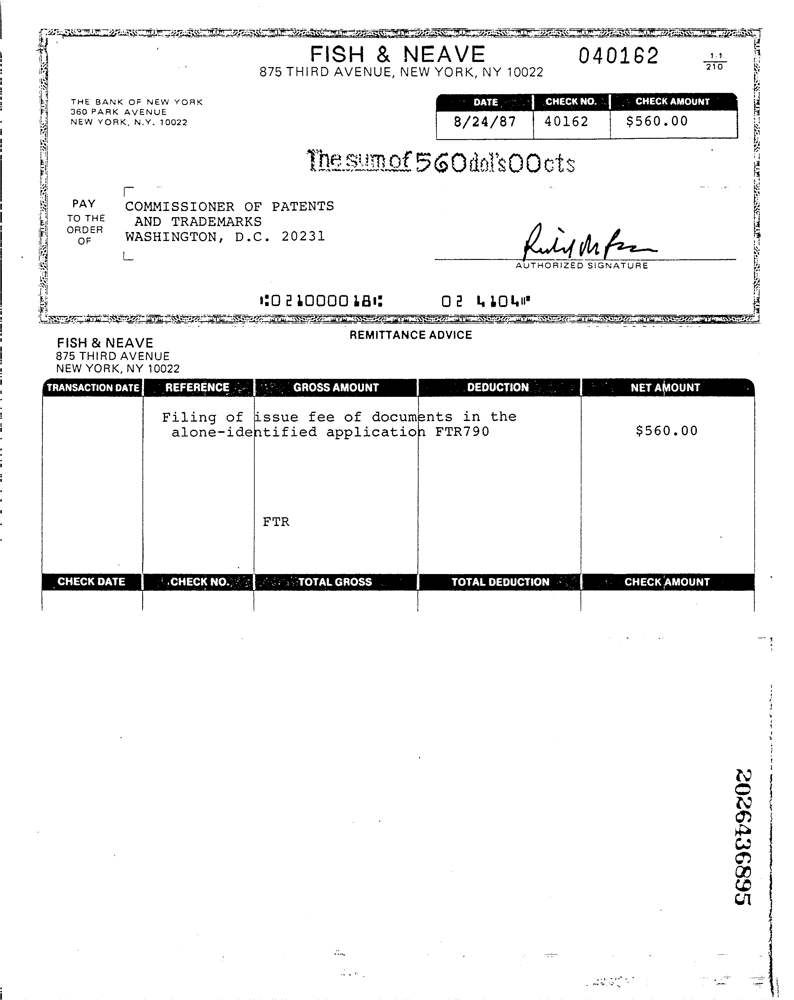 FISH & NEAVE
875 THIRD AVENUE, NEW YORK, NY 10022
040162
1-1
210
THE BANK OF NEW YORK
360 PARK AVENUE
NEW YORK, N.Y. 10022
DATE CHECK NO. CHECK AMOUNT
8/24/87 40162 $560.00
The sum of 560 dol's 00 cts
PAY
TO THE
ORDER
OF
COMMISSIONER OF PATENTS
AND TRADEMARKS
WASHINGTON, D.C. 20231
AUTHORIZED SIGNATURE
⑆021000018⑆ 02 4104⑈
REMITTANCE ADVICE
FISH & NEAVE
875 THIRD AVENUE
NEW YORK, NY 10022
TRANSACTION DATE REFERENCE GROSS AMOUNT DEDUCTION NET AMOUNT
Filing of issue fee of documents in the
alone-identified application FTR790 $560.00
FTR
CHECK DATE CHECK NO. TOTAL GROSS TOTAL DEDUCTION CHECK AMOUNT
2026436895